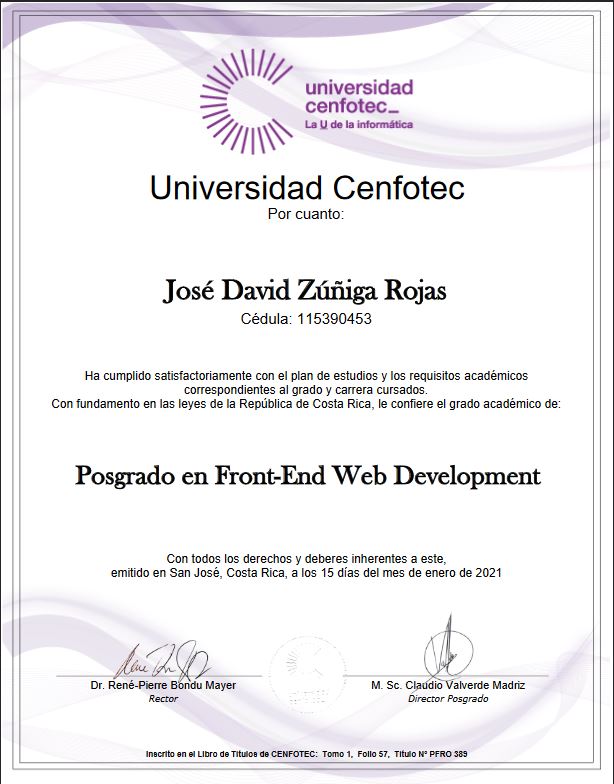 universidad
cenfotec_
La U de la informática
Universidad Cenfotec
Por cuanto:
José David Zúñiga Rojas
Cédula: 115390453
Ha cumplido satisfactoriamente con el plan de estudios y los requisitos académicos
correspondientes al grado y carrera cursados.
Con fundamento en las leyes de la República de Costa Rica, le confiere el grado académico de:
Posgrado en Front-End Web Development
Con todos los derechos y deberes inherentes a este,
emitido en San José, Costa Rica, a los 15 días del mes de enero de 2021
Dr. René-Pierre Bondu Mayer
Rector
M. Sc. Claudio Valverde Madriz
Director Posgrado
Inscrito en el Libro de Títulos de CENFOTEC: Tomo 1, Folio 57, Título Nº PFRO 389